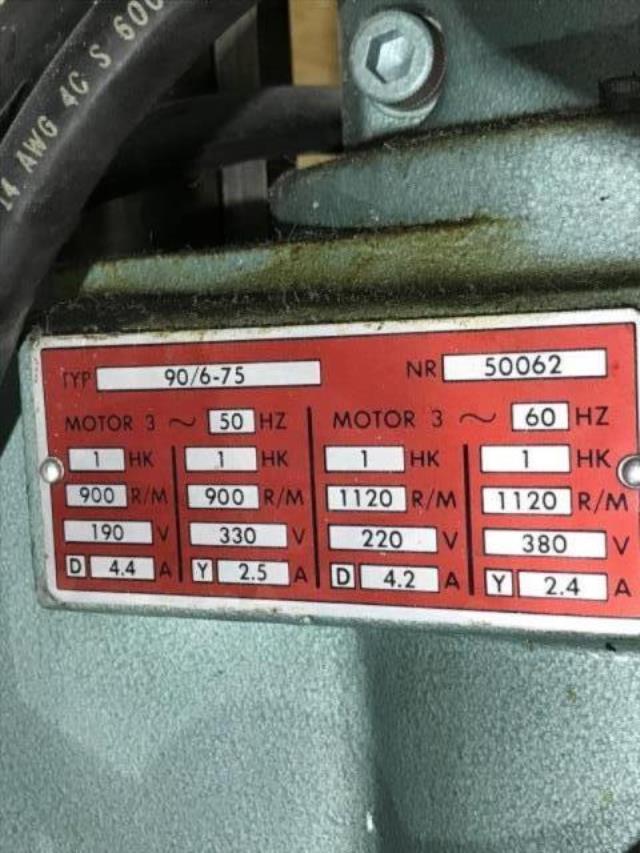 14 AWG 4C S 600
TYP 90/6-75 NR 50062
MOTOR 3 ~ 50 HZ MOTOR 3 ~ 60 HZ
1 HK 1 HK 1 HK 1 HK
900 R/M 900 R/M 1120 R/M 1120 R/M
190 V 330 V 220 V 380 V
D 4.4 A Y 2.5 A D 4.2 A Y 2.4 A